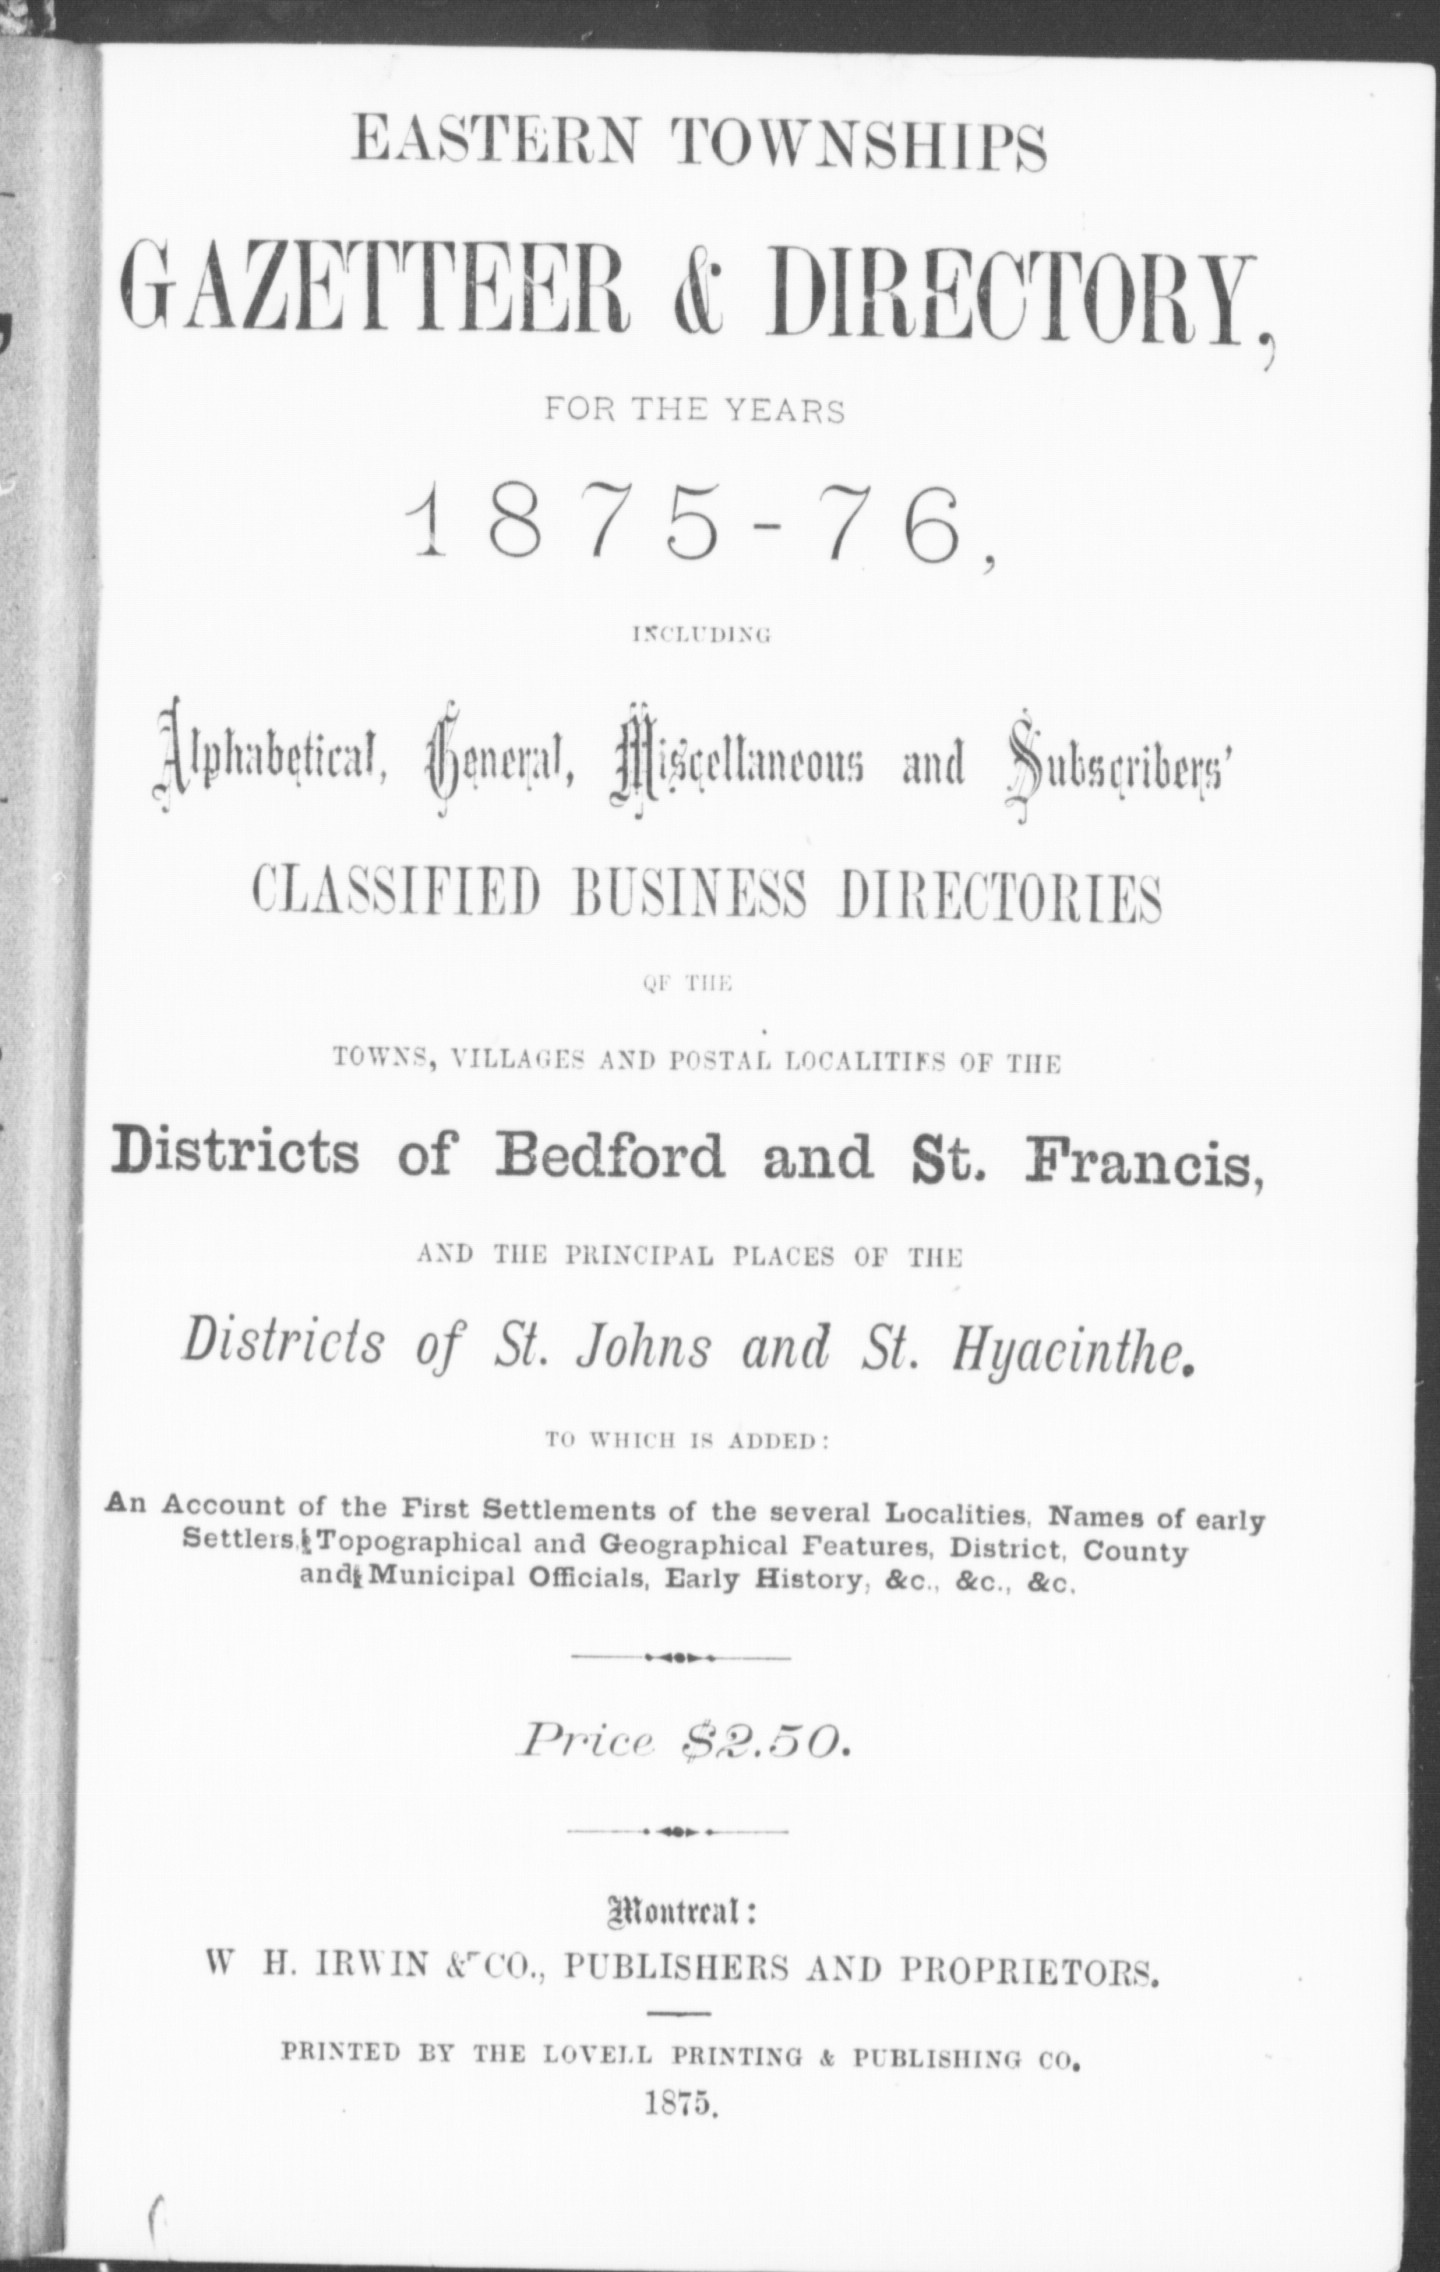 EASTERN TOWNSHIPS
GAZETTEER & DIRECTORY,
FOR THE YEARS
1875-76,
INCLUDING
Alphabetical, General, Miscellaneous and Subscribers'
CLASSIFIED BUSINESS DIRECTORIES
OF THE
TOWNS, VILLAGES AND POSTAL LOCALITIES OF THE
Districts of Bedford and St. Francis,
AND THE PRINCIPAL PLACES OF THE
Districts of St. Johns and St. Hyacinthe.
TO WHICH IS ADDED:
An Account of the First Settlements of the several Localities, Names of early
Settlers, Topographical and Geographical Features, District, County
and Municipal Officials, Early History, &c., &c., &c.
Price $2.50.
Montreal:
W H. IRWIN & CO., PUBLISHERS AND PROPRIETORS.
PRINTED BY THE LOVELL PRINTING & PUBLISHING CO.
1875.